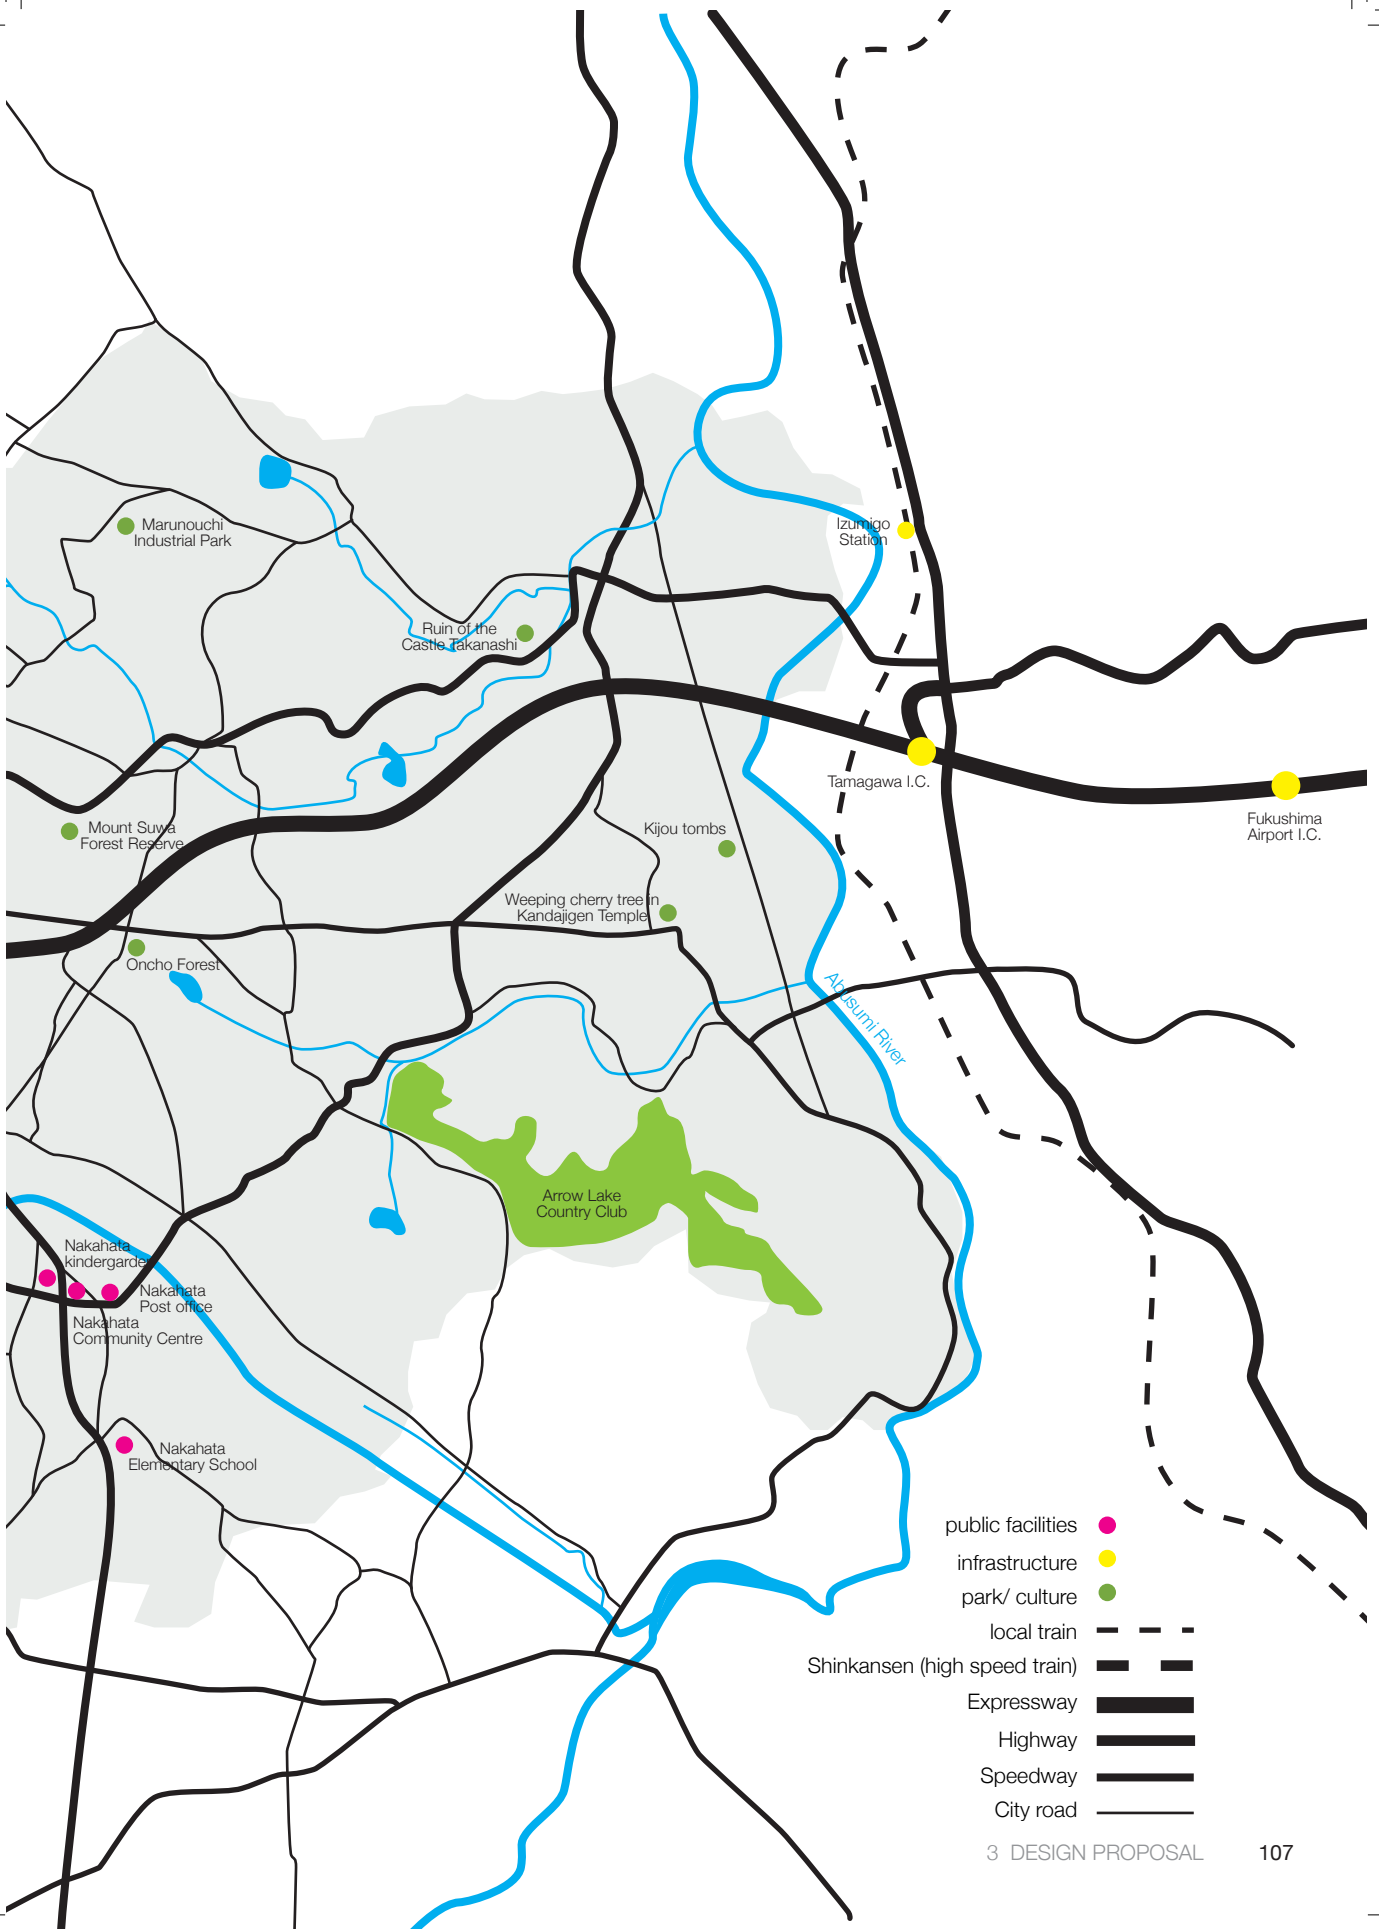 Izumigo
Station
Marunouchi
Industrial Park
Ruin of the
Castle Takanashi
Tamagawa I.C.
Fukushima
Airport I.C.
Mount Suwa
Forest Reserve
Kijou tombs
Weeping cherry tree in
Kandajigen Temple
Oncho Forest
Abusumi River
Arrow Lake
Country Club
Nakahata
kindergarden
Nakahata
Post office
Nakahata
Community Centre
Nakahata
Elementary School
public facilities
infrastructure
park/ culture
local train
Shinkansen (high speed train)
Expressway
Highway
Speedway
City road
3 DESIGN PROPOSAL 107